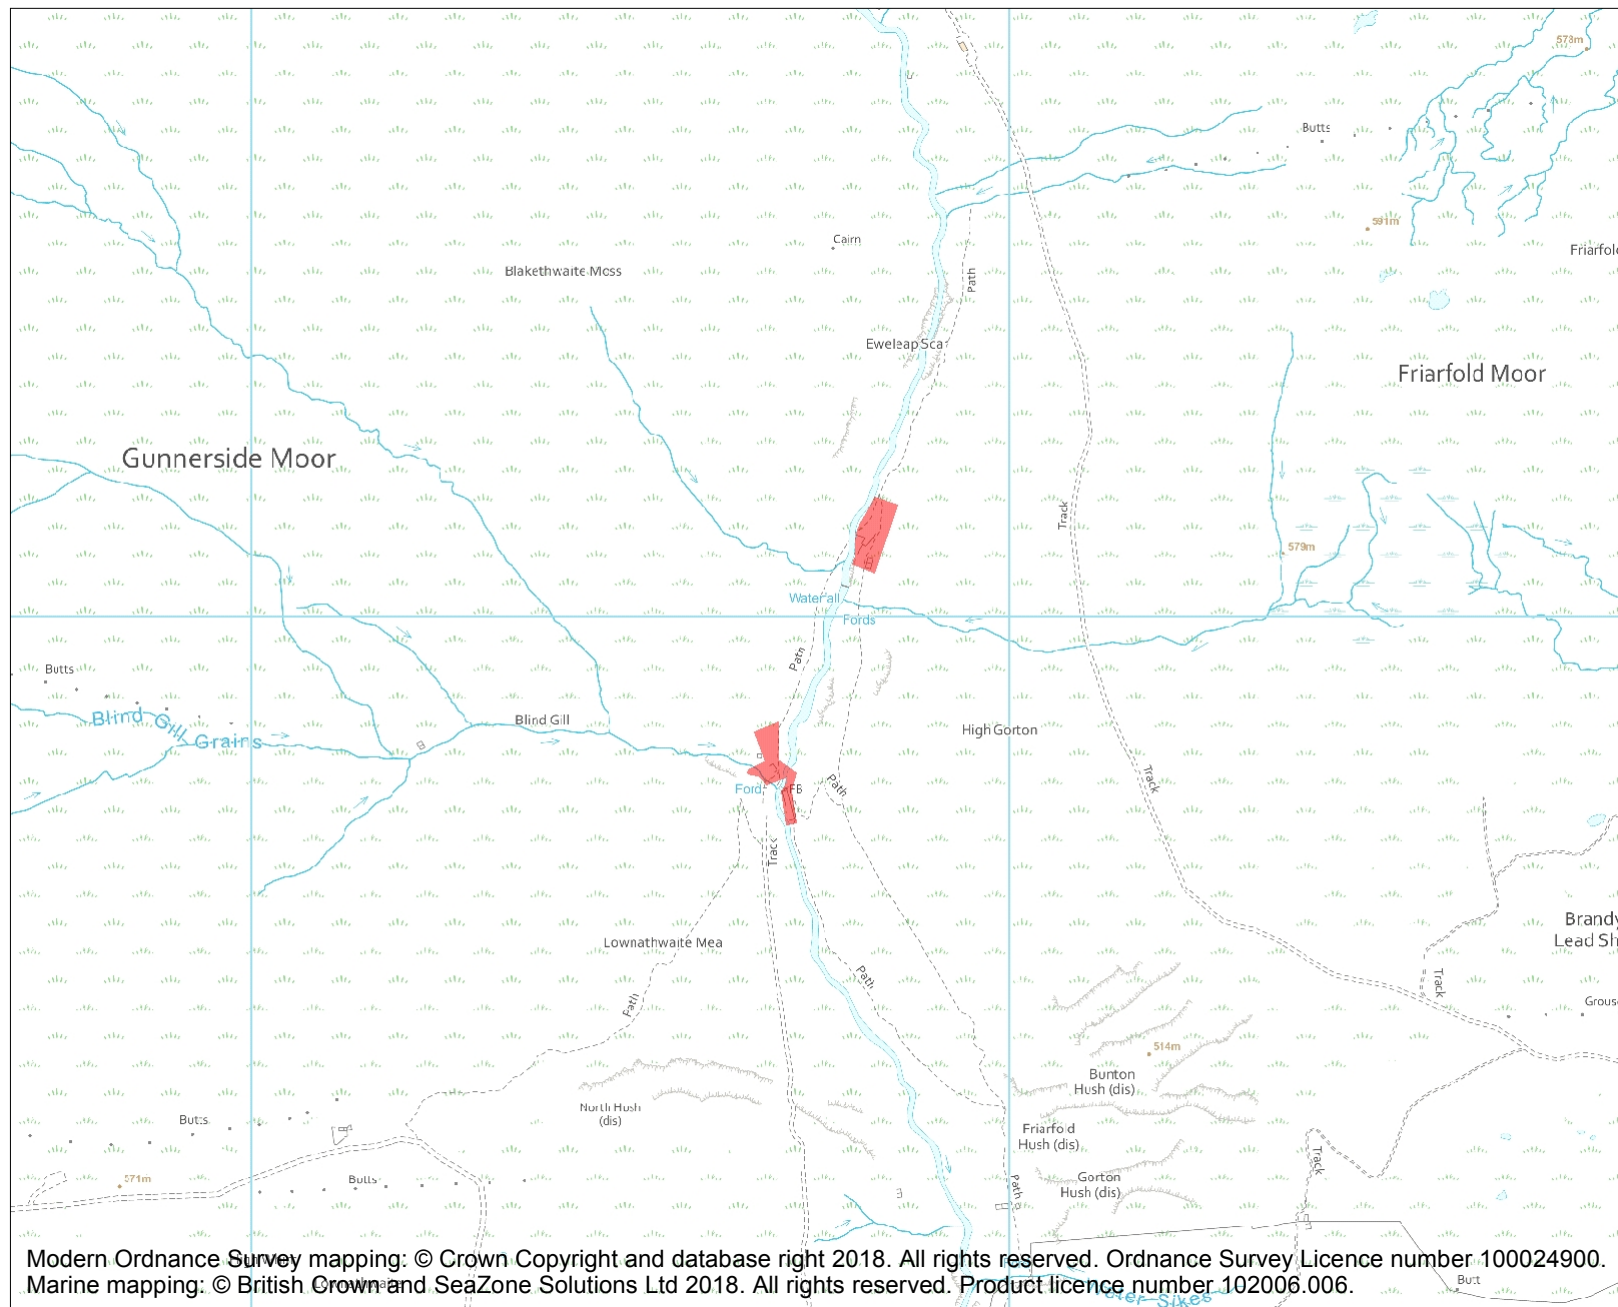 573m
Butts
591m
Cairn
Friarfold
Blakethwaite Moss
Path
Eweleap Scar
Friarfold Moor
Gunnerside Moor
Track
579m
Waterfall
Fords
Path
Butts
Blind Gill Grains
Blind Gill
High Gorton
Ford
FB
Path
Track
Track
Brandy
Lead Sh
Lownathwaite Mea
Path
Path
Track
Grous
514m
Bunton
Hush (dis)
North Hush
(dis)
Butts
Friarfold
Hush (dis)
Track
571m
Butts
Gorton
Hush (dis)
Path
Modern Ordnance Survey mapping: © Crown Copyright and database right 2018. All rights reserved. Ordnance Survey Licence number 100024900.
Marine mapping: © British Crown and SeaZone Solutions Ltd 2018. All rights reserved. Product licence number 102006.006.
Lownathwaite
Butt
Water Sikes